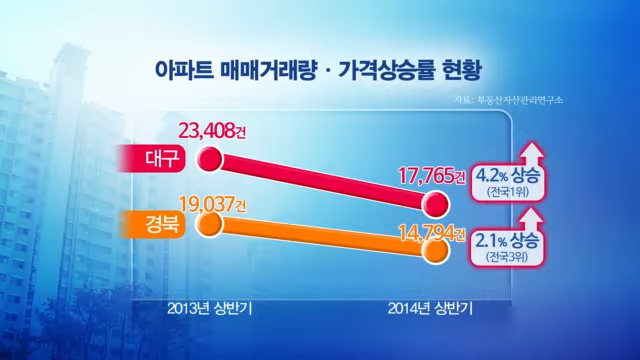 아파트 매매거래량 · 가격상승률 현황
자료: 부동산자산관리연구소
23,408건
대구
17,765건
4.2% 상승
(전국1위)
19,037건
경북
14,794건
2.1% 상승
(전국3위)
2013년 상반기
2014년 상반기